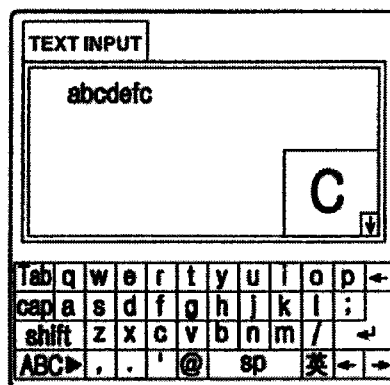 TEXT INPUT
abcdefc
C
↓
Tab q w e r t y u i o p ←
cap a s d f g h j k l ;
shift z x c v b n m / ↵
ABC▶ , . ' @ sp 英 ← →